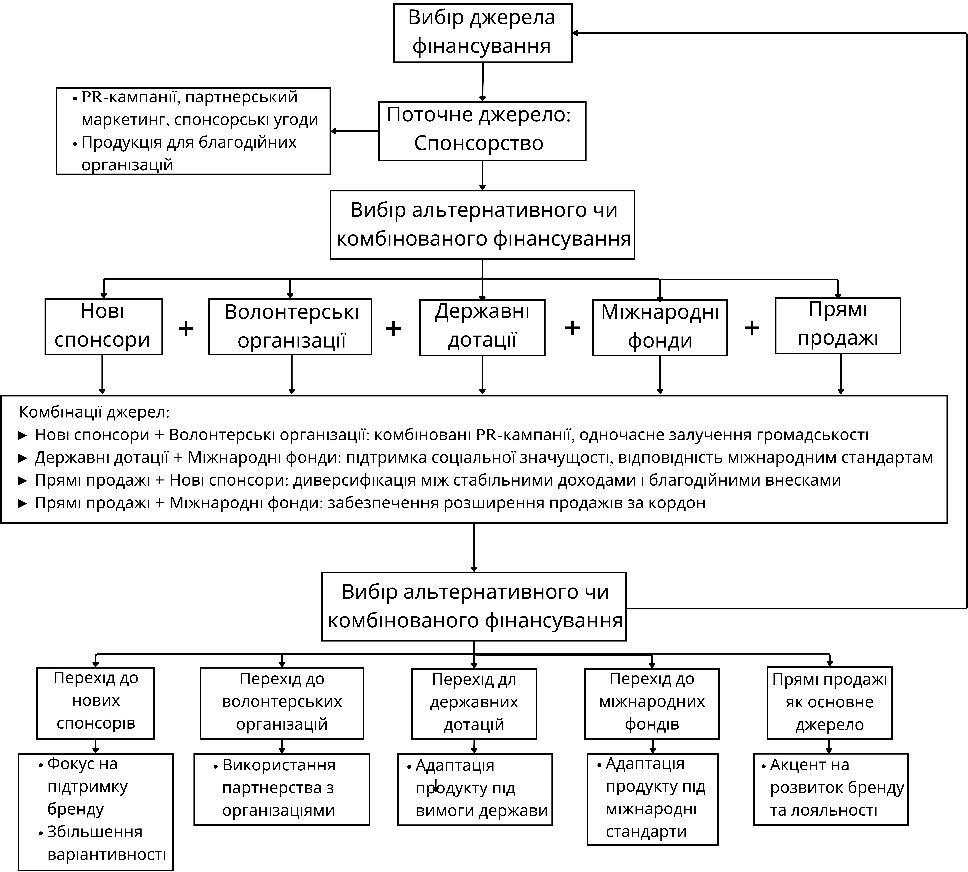 Вибір джерела
фінансування
• PR-кампанії, партнерський
маркетинг, спонсорські угоди
• Продукція для благодійних
організацій
Поточне джерело:
Спонсорство
Вибір альтернативного чи
комбінованого фінансування
Нові
спонсори
+
Волонтерські
організації
+
Державні
дотації
+
Міжнародні
фонди
+
Прямі
продажі
Комбінації джерел:
► Нові спонсори + Волонтерські організації: комбіновані PR-кампанії, одночасне залучення громадськості
► Державні дотації + Міжнародні фонди: підтримка соціальної значущості, відповідність міжнародним стандартам
► Прямі продажі + Нові спонсори: диверсифікація між стабільними доходами і благодійними внесками
► Прямі продажі + Міжнародні фонди: забезпечення розширення продажів за кордон
Вибір альтернативного чи
комбінованого фінансування
Перехід до
нових
спонсорів
Перехід до
волонтерських
організацій
Перехід дл
державних
дотацій
Перехід до
міжнародних
фондів
Прямі продажі
як основне
джерело
• Фокус на
підтримку
бренду
• Збільшення
варіантивності
• Використання
партнерства з
організаціями
• Адаптація
продукту під
вимоги держави
• Адаптація
продукту під
міжнародні
стандарти
• Акцент на
розвиток бренду
та лояльності